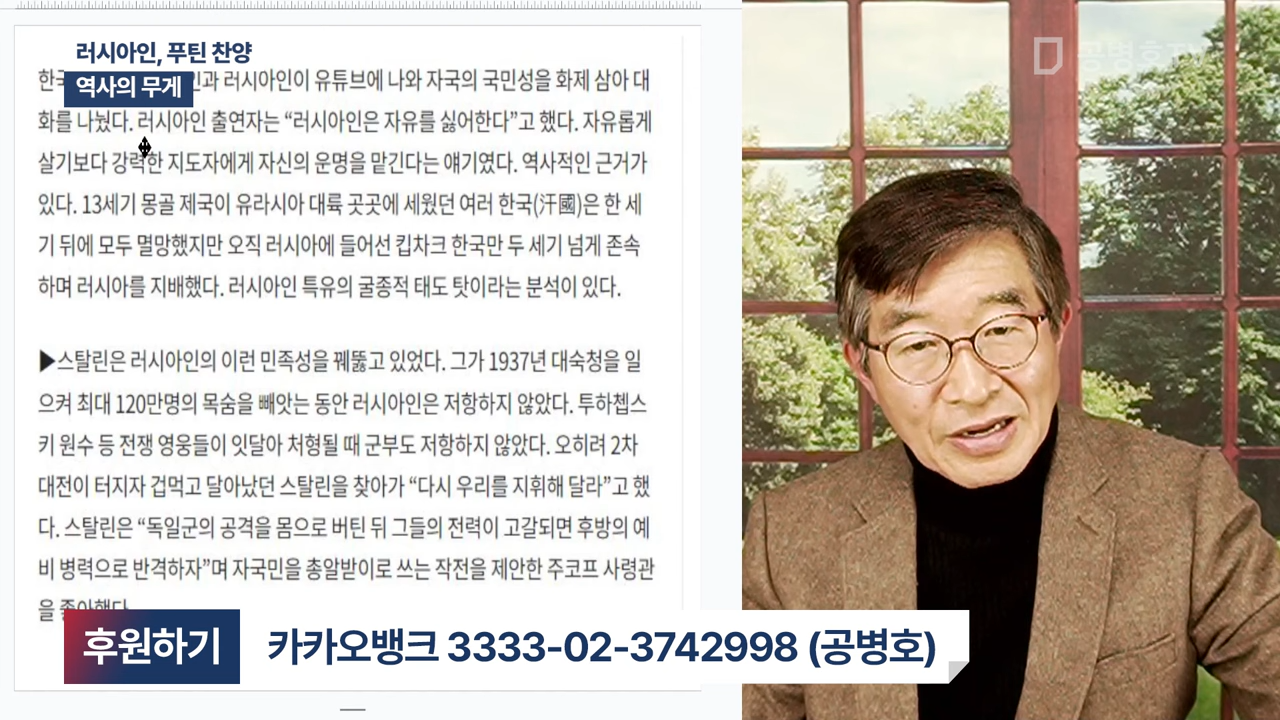 러시아인, 푸틴 찬양
역사의 무게
러시아인이 유튜브에 나와 자국의 국민성을 화제 삼아 대
화를 나눴다. 러시아인 출연자는 “러시아인은 자유를 싫어한다”고 했다. 자유롭게
살기보다 강력한 지도자에게 자신의 운명을 맡긴다는 얘기였다. 역사적인 근거가
있다. 13세기 몽골 제국이 유라시아 대륙 곳곳에 세웠던 여러 한국(汗國)은 한 세
기 뒤에 모두 멸망했지만 오직 러시아에 들어선 킵차크 한국만 두 세기 넘게 존속
하며 러시아를 지배했다. 러시아인 특유의 굴종적 태도 탓이라는 분석이 있다.
▶스탈린은 러시아인의 이런 민족성을 꿰뚫고 있었다. 그가 1937년 대숙청을 일
으켜 최대 120만명의 목숨을 빼앗는 동안 러시아인은 저항하지 않았다. 투하쳅스
키 원수 등 전쟁 영웅들이 잇달아 처형될 때 군부도 저항하지 않았다. 오히려 2차
대전이 터지자 겁먹고 달아났던 스탈린을 찾아가 “다시 우리를 지휘해 달라”고 했
다. 스탈린은 “독일군의 공격을 몸으로 버틴 뒤 그들의 전력이 고갈되면 후방의 예
비 병력으로 반격하자”며 자국민을 총알받이로 쓰는 작전을 제안한 주코프 사령관
을 좋아했다
후원하기
카카오뱅크 3333-02-3742998 (공병호)
공병호TV